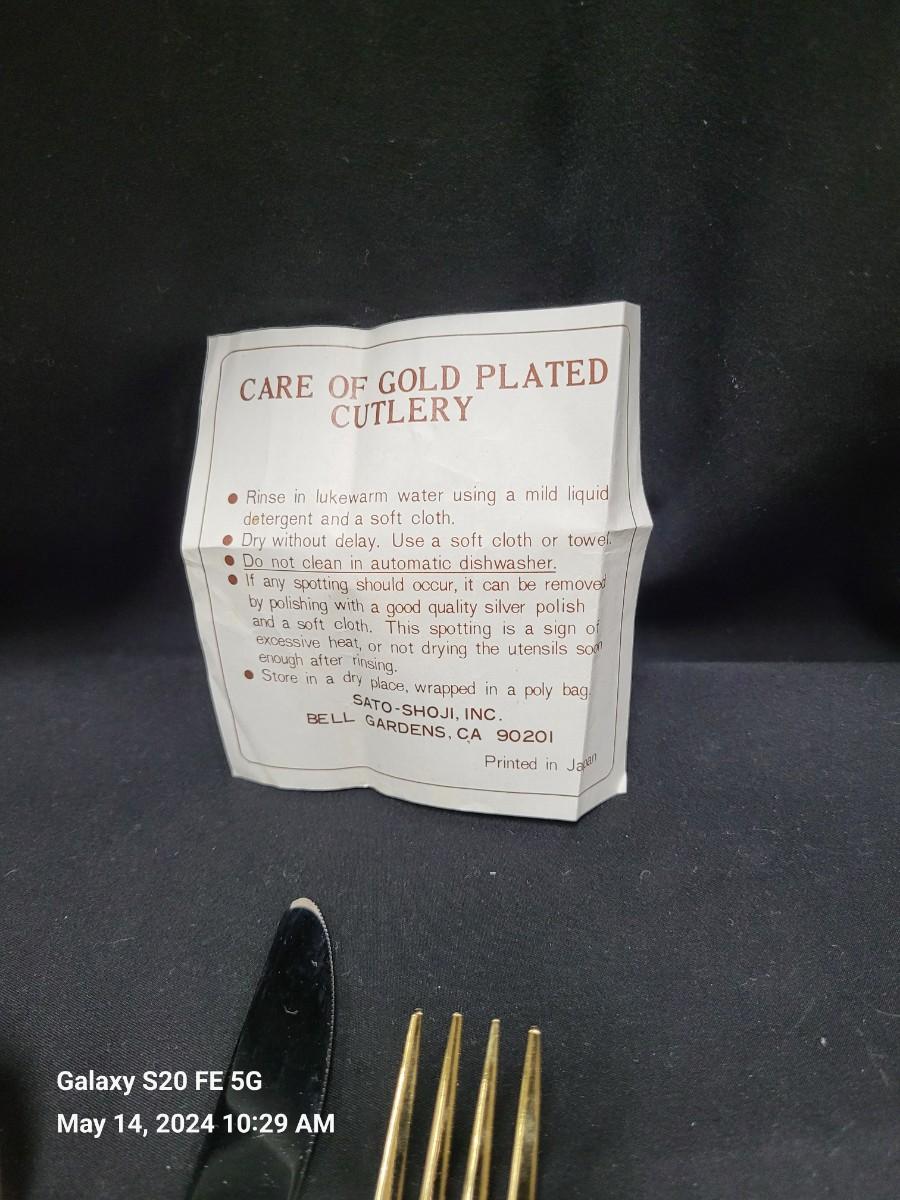 CARE OF GOLD PLATED
CUTLERY
● Rinse in lukewarm water using a mild liquid
detergent and a soft cloth.
● Dry without delay. Use a soft cloth or towel.
● Do not clean in automatic dishwasher.
● If any spotting should occur, it can be removed
by polishing with a good quality silver polish
and a soft cloth. This spotting is a sign of
excessive heat, or not drying the utensils soon
enough after rinsing.
● Store in a dry place, wrapped in a poly bag.
SATO-SHOJI, INC.
BELL GARDENS, CA 90201
Printed in Japan
Galaxy S20 FE 5G
May 14, 2024 10:29 AM